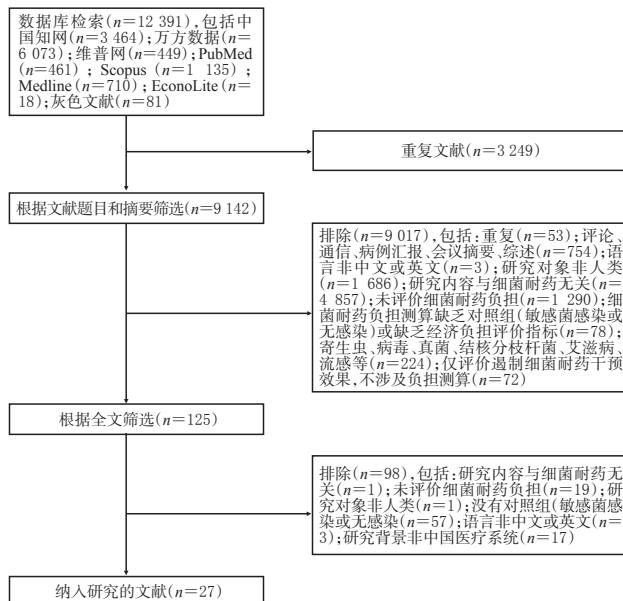 数据库检索(n=12 391),包括中
国知网(n=3 464);万方数据(n=
6 073);维普网(n=449);PubMed
(n=461)；Scopus（n=1 135）;
Medline(n=710);EconoLite(n=
18);灰色文献(n=81)
重复文献(n=3 249)
根据文献题目和摘要筛选(n=9 142)
排除(n=9 017),包括:重复(n=53);评论、
通信、病例汇报、会议摘要、综述(n=754);语
言非中文或英文(n=3);研究对象非人类
(n=1 686);研究内容与细菌耐药无关(n=
4 857);未评价细菌耐药负担(n=1 290);细
菌耐药负担测算缺乏对照组(敏感菌感染或
无感染)或缺乏经济负担评价指标(n=78);
寄生虫、病毒、真菌、结核分枝杆菌、艾滋病、
流感等(n=224);仅评价遏制细菌耐药干预
效果,不涉及负担测算(n=72)
根据全文筛选(n=125)
排除(n=98),包括:研究内容与细菌耐药无
关(n=1);未评价细菌耐药负担(n=19);研
究对象非人类(n=1);没有对照组(敏感菌感
染或无感染(n=57);语言非中文或英文(n=
3);研究背景非中国医疗系统(n=17)
纳入研究的文献(n=27)